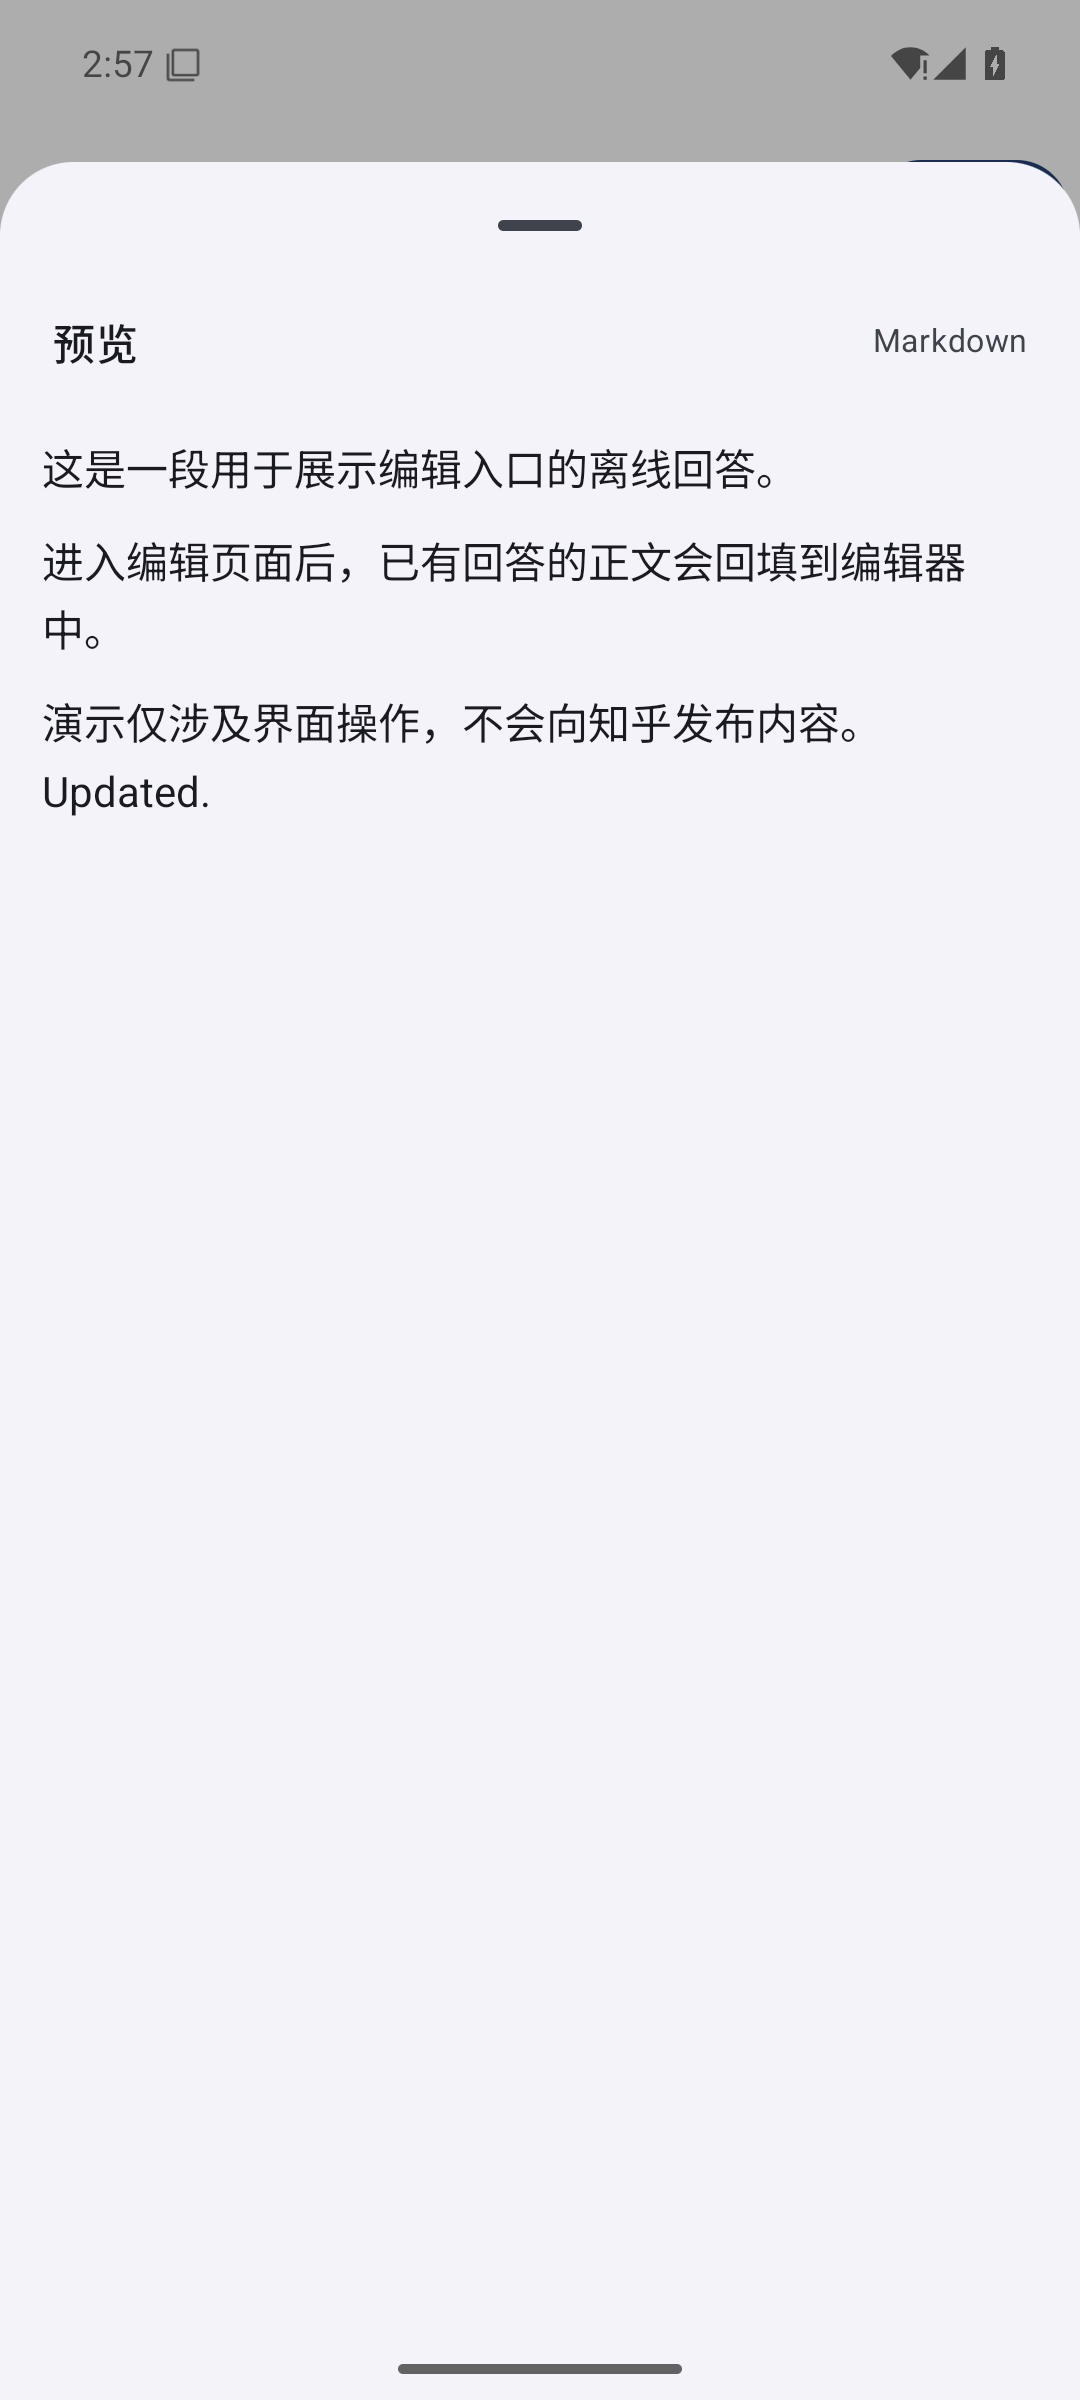 2:57
预览
Markdown
这是一段用于展示编辑入口的离线回答。
进入编辑页面后，已有回答的正文会回填到编辑器
中。
演示仅涉及界面操作，不会向知乎发布内容。
Updated.